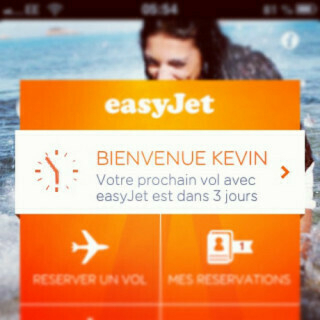 05:54
easyJet
BIENVENUE KEVIN
Votre prochain vol avec
easyJet est dans 3 jours
RESERVER UN VOL
MES RESERVATIONS